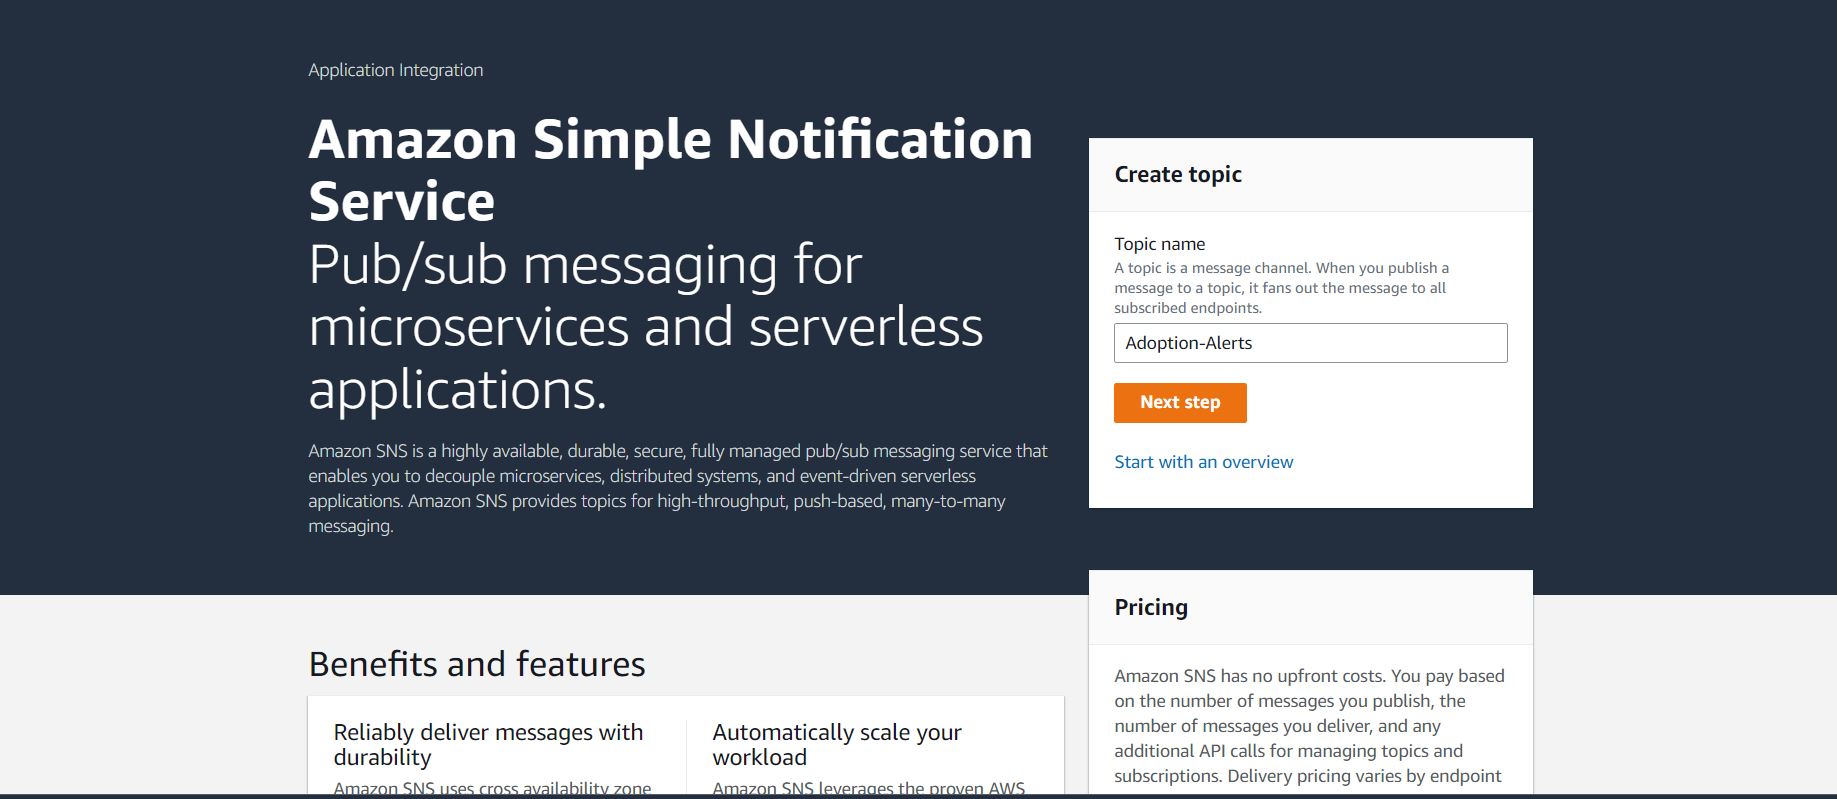 Application Integration
Amazon Simple Notification
Service
Pub/sub messaging for
microservices and serverless
applications.
Amazon SNS is a highly available, durable, secure, fully managed pub/sub messaging service that
enables you to decouple microservices, distributed systems, and event-driven serverless
applications. Amazon SNS provides topics for high-throughput, push-based, many-to-many
messaging.
Create topic
Topic name
A topic is a message channel. When you publish a
message to a topic, it fans out the message to all
subscribed endpoints.
Adoption-Alerts
Next step
Start with an overview
Benefits and features
Reliably deliver messages with
durability
Amazon SNS uses cross availability zone
Automatically scale your
workload
Amazon SNS leverages the proven AWS
Pricing
Amazon SNS has no upfront costs. You pay based
on the number of messages you publish, the
number of messages you deliver, and any
additional API calls for managing topics and
subscriptions. Delivery pricing varies by endpoint